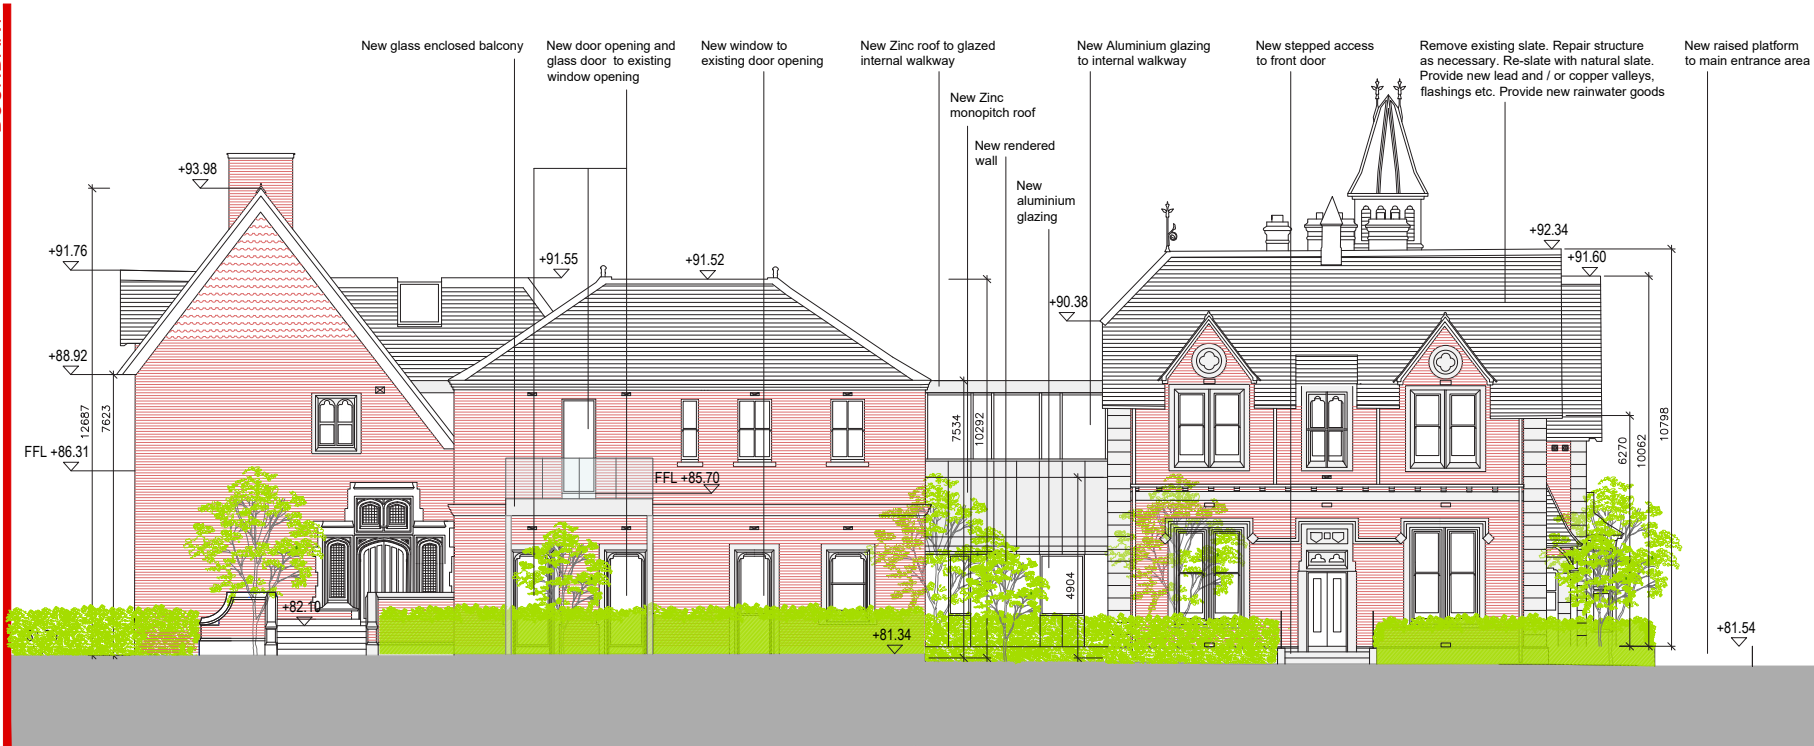 New glass enclosed balcony
New door opening and
glass door to existing
window opening
New window to
existing door opening
New Zinc roof to glazed
internal walkway
New Zinc
monopitch roof
New rendered
wall
New
aluminium
glazing
New Aluminium glazing
to internal walkway
New stepped access
to front door
Remove existing slate. Repair structure
as necessary. Re-slate with natural slate.
Provide new lead and / or copper valleys,
flashings etc. Provide new rainwater goods
New raised platform
to main entrance area
+93.98
+91.76
+91.55
+91.52
+92.34
+91.60
+90.38
+88.92
12687
7623
FFL +86.31
FFL +85.70
7534
10292
6270
10062
10798
4904
+82.10
+81.34
+81.54